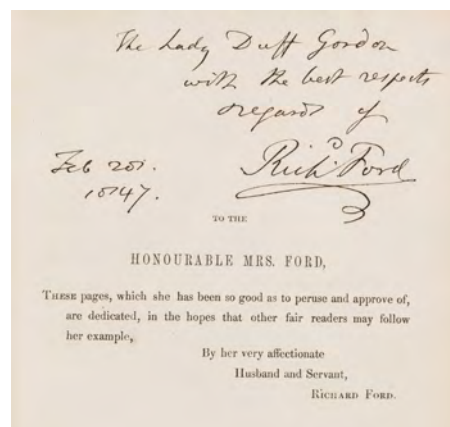 The Lady Duff Gordon
with the best respects
& regards of
Richd Ford
Feb 20.
1847.
TO THE
HONOURABLE MRS. FORD,
THESE pages, which she has been so good as to peruse and approve of,
are dedicated, in the hopes that other fair readers may follow
her example,
By her very affectionate
Husband and Servant,
RICHARD FORD.